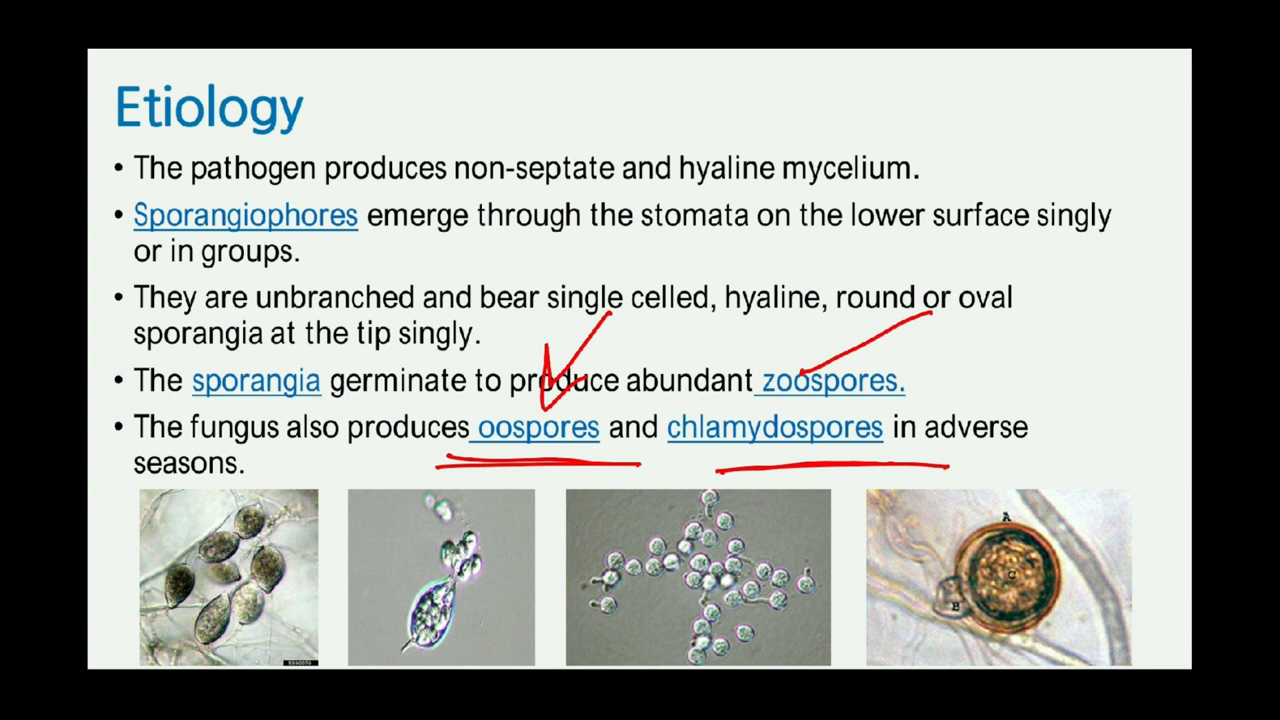 Etiology
• The pathogen produces non-septate and hyaline mycelium.
• Sporangiophores emerge through the stomata on the lower surface singly
or in groups.
• They are unbranched and bear single celled, hyaline, round or oval
sporangia at the tip singly.
• The sporangia germinate to produce abundant zoospores.
• The fungus also produces oospores and chlamydospores in adverse
seasons.
A
C
B